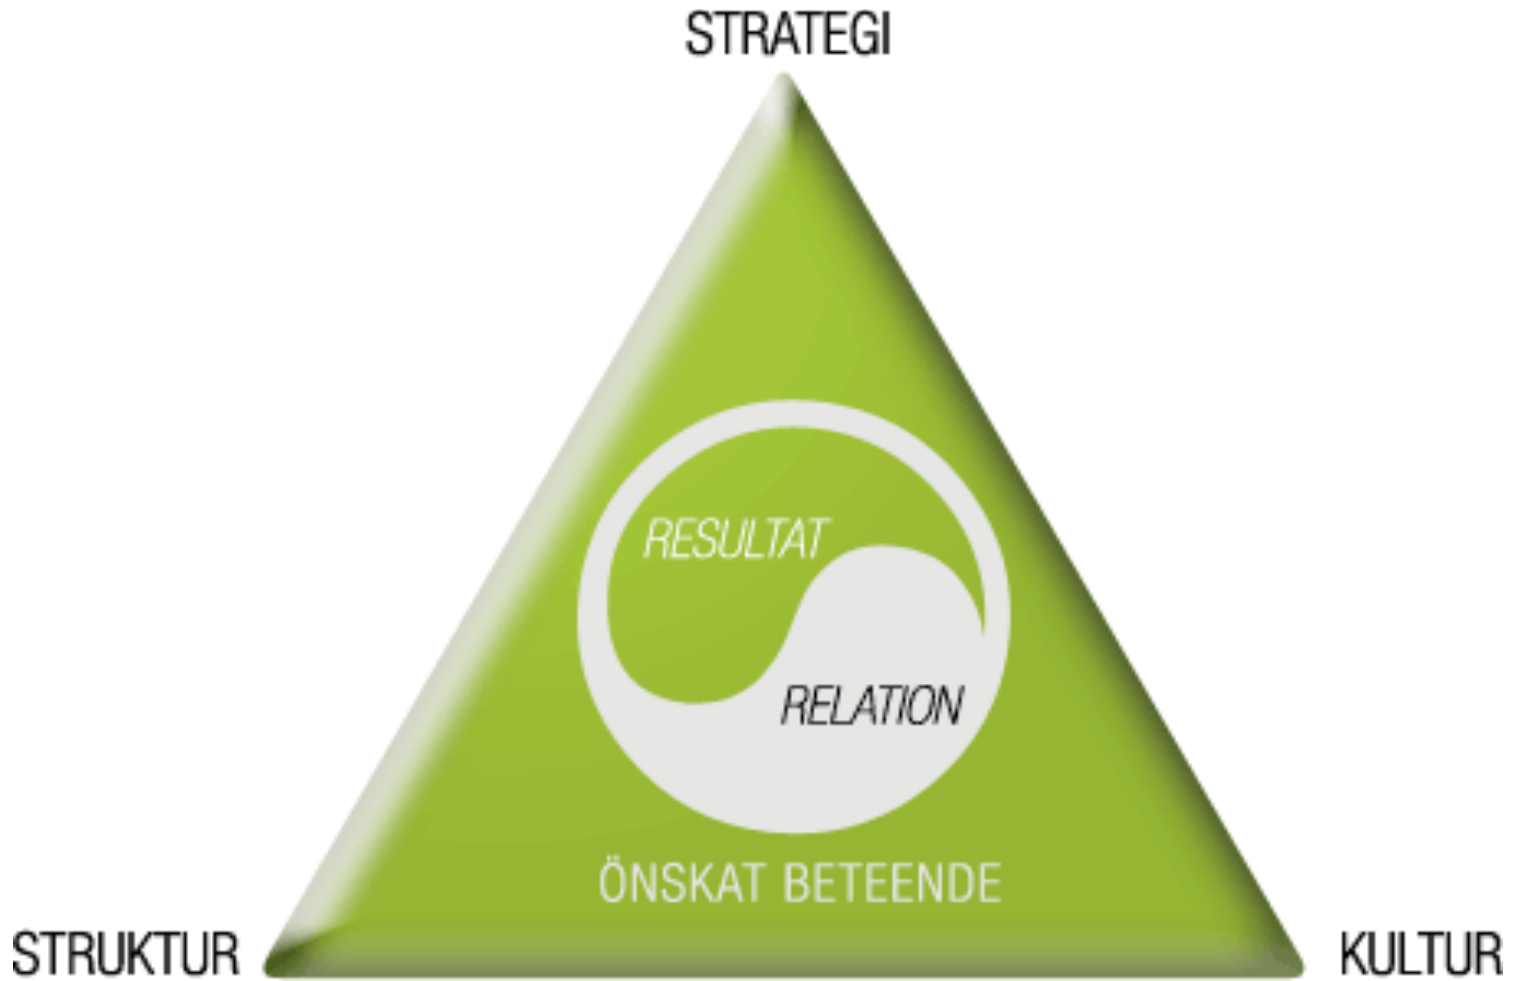 STRATEGI
RESULTAT
RELATION
ÖNSKAT BETEENDE
STRUKTUR
KULTUR